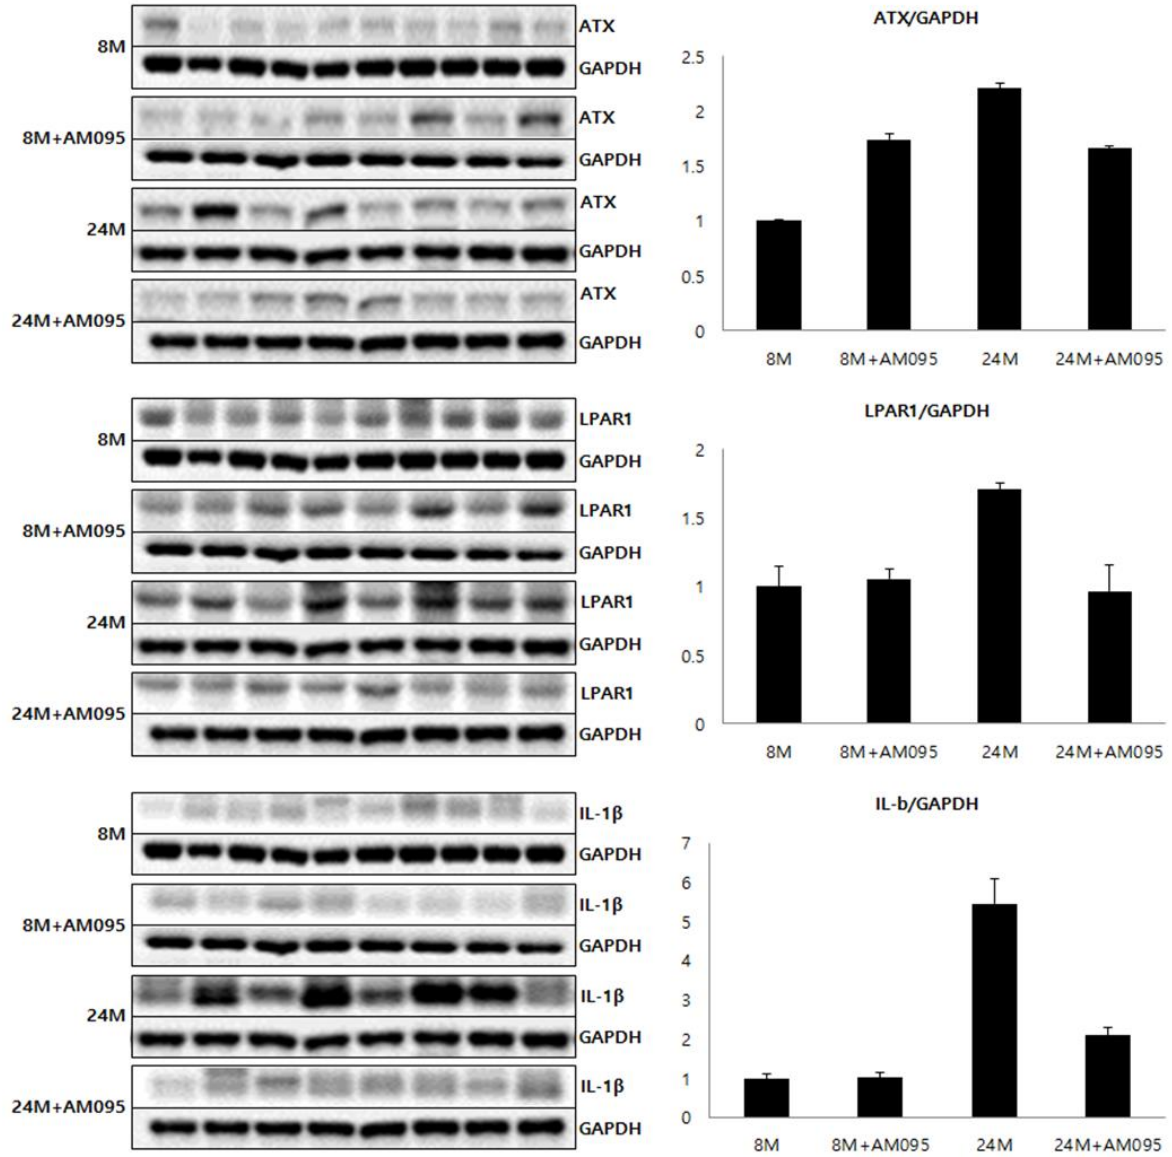 ATX
8M
GAPDH
ATX
8M+AM095
GAPDH
ATX
24M
GAPDH
ATX
24M+AM095
GAPDH
ATX/GAPDH
2.5
2
1.5
1
0.5
0
8M 8M+AM095 24M 24M+AM095
LPAR1
8M
GAPDH
LPAR1
8M+AM095
GAPDH
LPAR1
24M
GAPDH
LPAR1
24M+AM095
GAPDH
LPAR1/GAPDH
2
1.5
1
0.5
0
8M 8M+AM095 24M 24M+AM095
IL-1β
8M
GAPDH
IL-1β
8M+AM095
GAPDH
IL-1β
24M
GAPDH
IL-1β
24M+AM095
GAPDH
IL-b/GAPDH
7
6
5
4
3
2
1
0
8M 8M+AM095 24M 24M+AM095